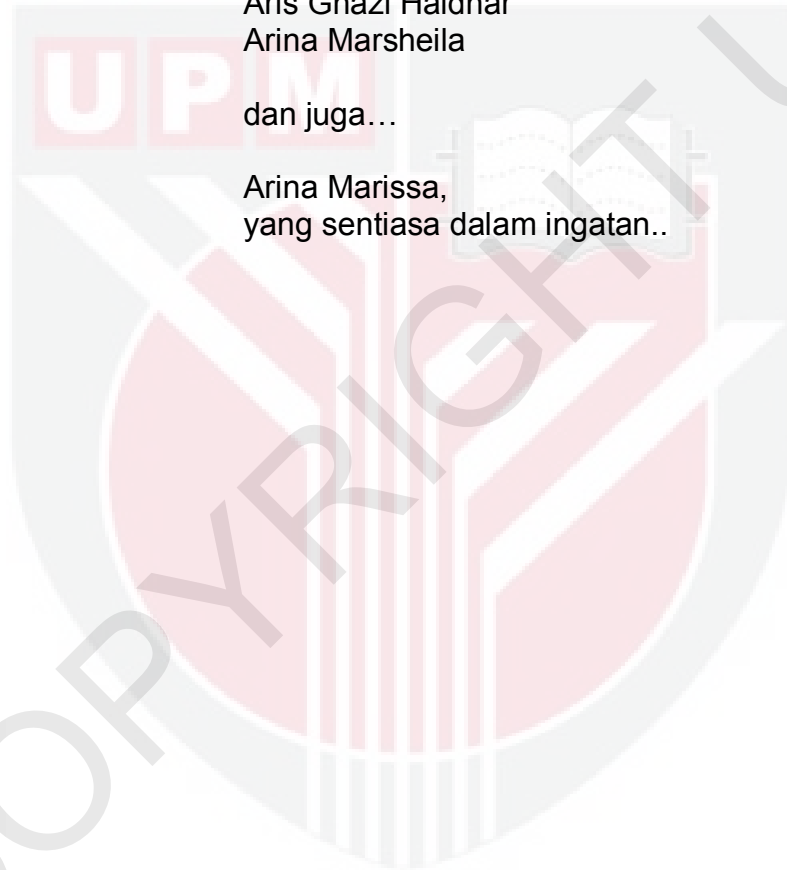 Aris Ghazi Haidhar
Arina Marsheila
dan juga…
Arina Marissa,
yang sentiasa dalam ingatan..
UPM
COPYRIGHT U